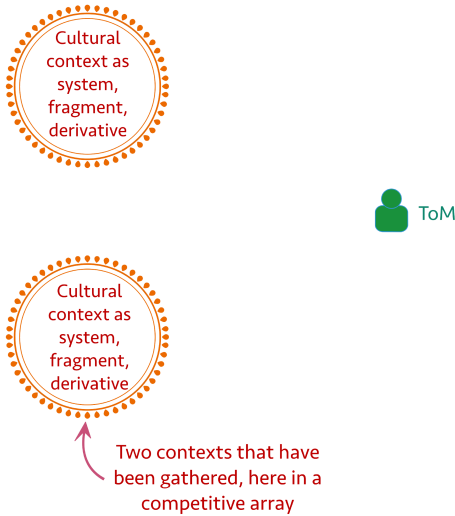 Cultural
context as
system,
fragment,
derivative
ToM
Cultural
context as
system,
fragment,
derivative
Two contexts that have
been gathered, here in a
competitive array